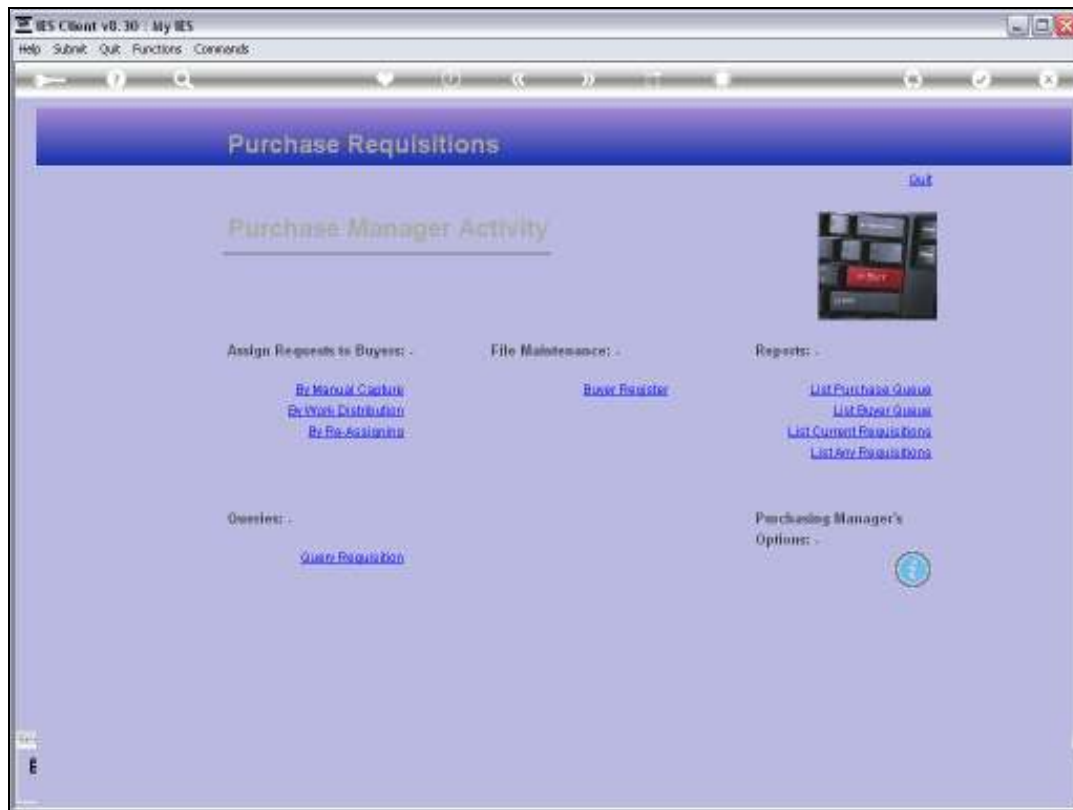 IES Client v8.30 : My IES
Help Submit Quit Functions Commands
Purchase Requisitions
Quit
Purchase Manager Activity
Assign Requests to Buyers: - File Maintenance: - Reports: -
By Manual Capture Buyer Register List Purchase Queue
By Work Distribution List Buyer Queue
By Re-Assigning List Current Requisitions
List Any Requisitions
Queries: - Purchasing Manager's
Options: -
Query Requisition